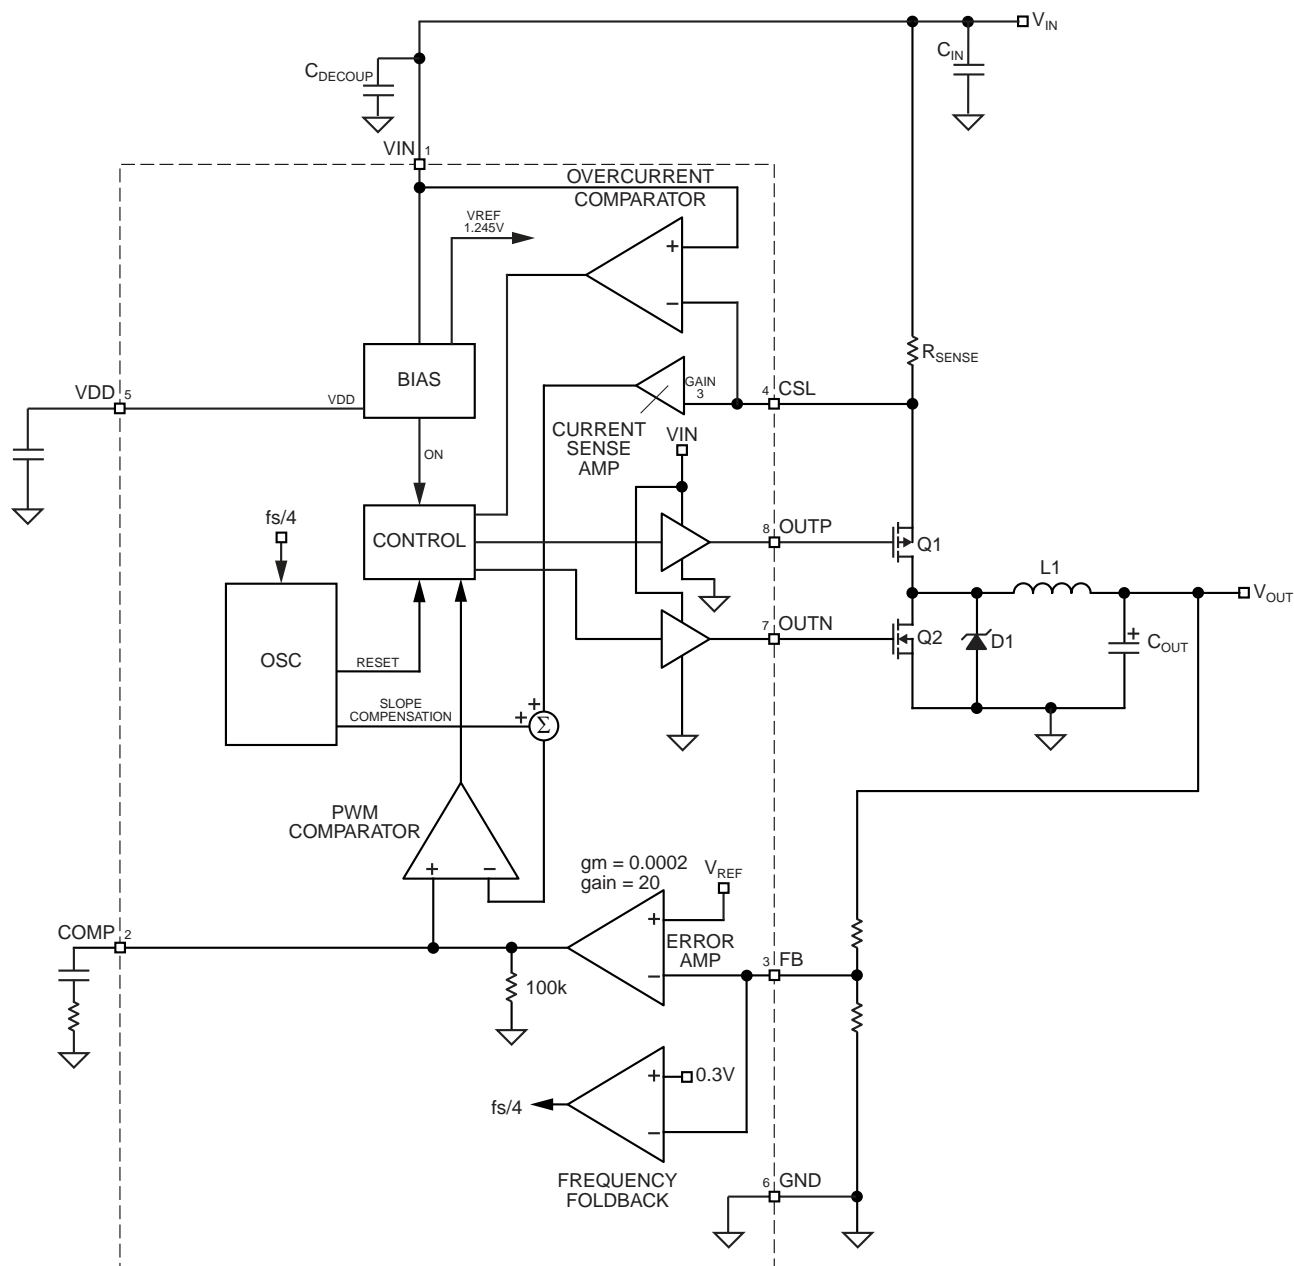 VIN
CIN
CDECOUP
VIN 1
OVERCURRENT
COMPARATOR
VREF
1.245V
+
−
RSENSE
BIAS
VDD 5
VDD
GAIN
3
4 CSL
CURRENT
SENSE
AMP
VIN
ON
fs/4
CONTROL
8 OUTP
Q1
L1
VOUT
7 OUTN
Q2
D1
+
COUT
OSC
RESET
SLOPE
COMPENSATION
+
+
Σ
PWM
COMPARATOR
+ −
gm = 0.0002
gain = 20
VREF
+
−
ERROR
AMP
COMP 2
3 FB
100k
+
−
0.3V
fs/4
FREQUENCY
FOLDBACK
6 GND